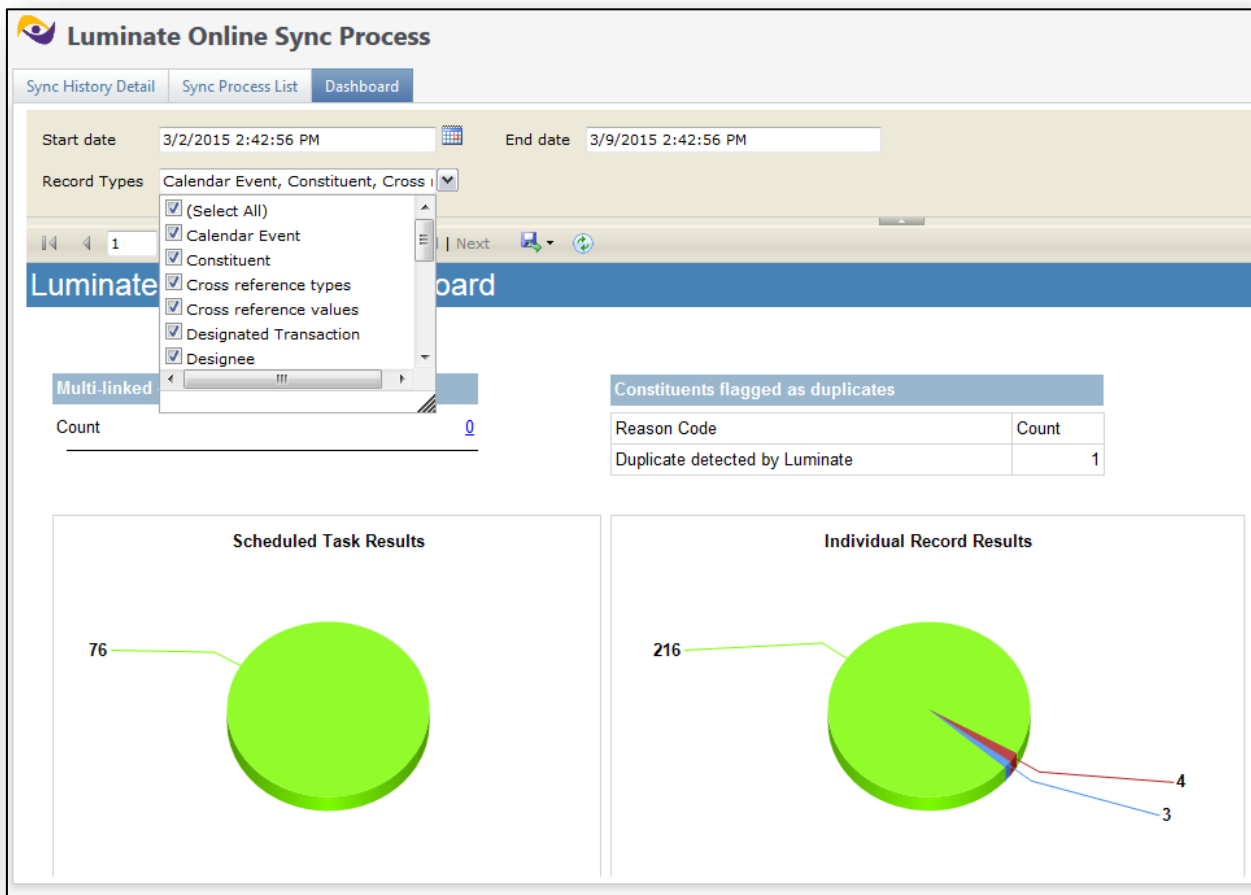 Luminate Online Sync Process
Sync History Detail Sync Process List Dashboard
Start date 3/2/2015 2:42:56 PM End date 3/9/2015 2:42:56 PM
Record Types Calendar Event, Constituent, Cross
(Select All)
Calendar Event
Constituent
Cross reference types
Cross reference values
Designated Transaction
Designee
1 | Next
Luminate oard
Multi-linked
Count 0
Constituents flagged as duplicates
Reason Code Count
Duplicate detected by Luminate 1
Scheduled Task Results
76
Individual Record Results
216
4
3